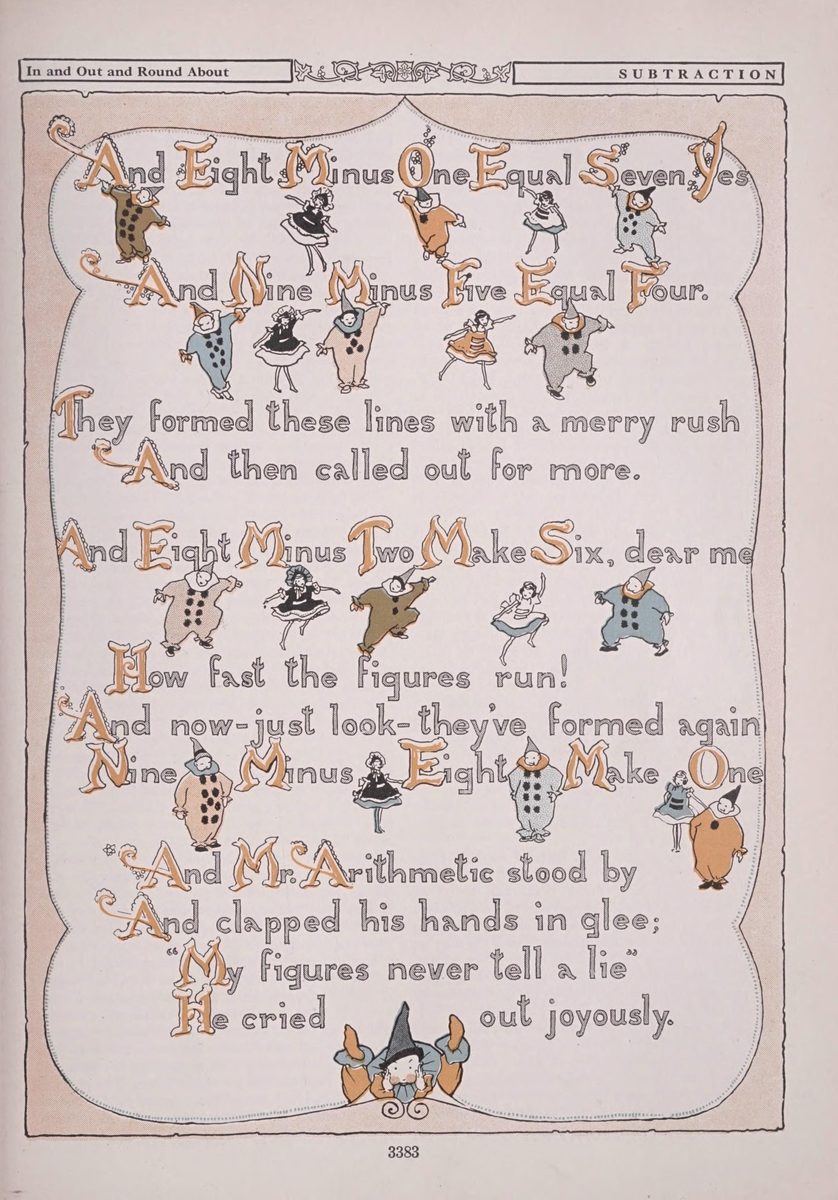 In and Out and Round About
SUBTRACTION
And Eight Minus One Equal Seven Yes
And Nine Minus Five Equal Four.
They formed these lines with a merry rush
And then called out for more.
And Eight Minus Two Make Six, dear me
How fast the figures run!
And now-just look-they've formed again
Nine Minus Eight Make One
And Mr. Arithmetic stood by
And clapped his hands in glee;
"My figures never tell a lie"
He cried out joyously.
3383